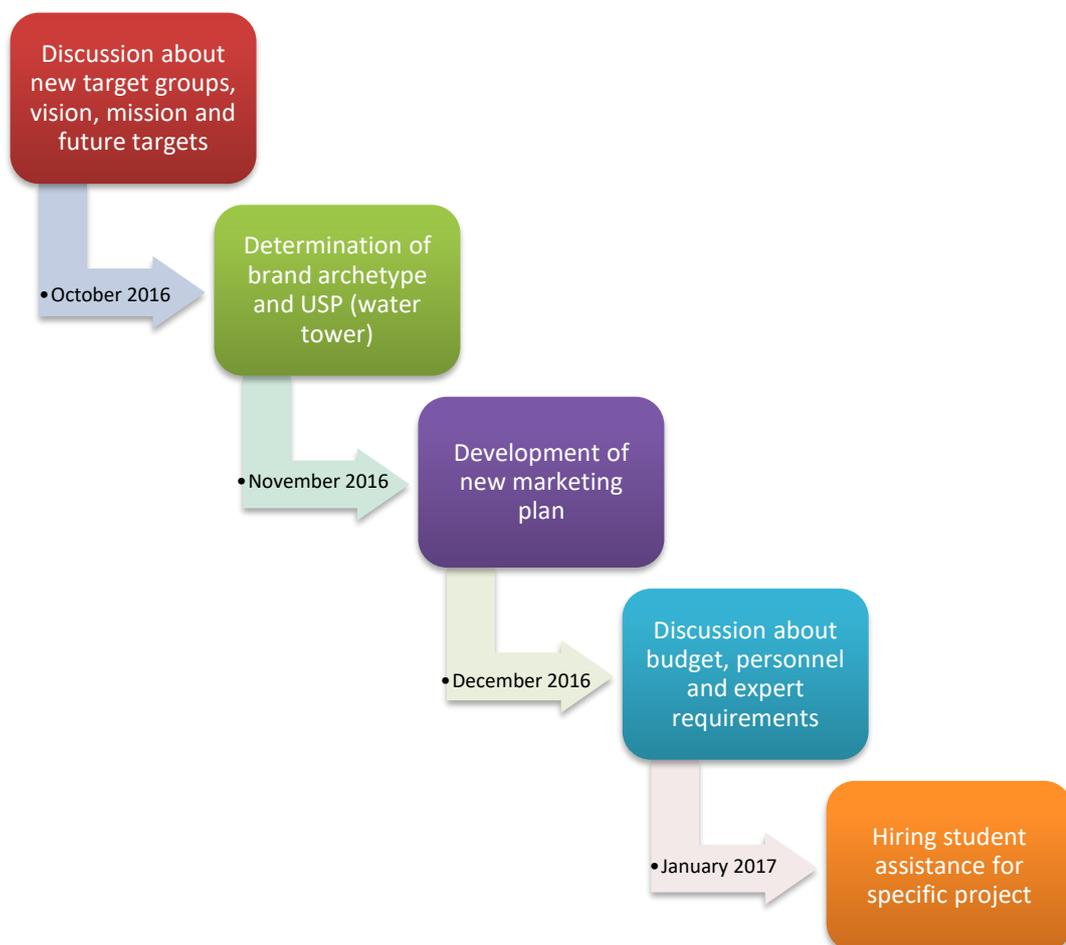 Discussion about
new target groups,
vision, mission and
future targets
•October 2016
Determination of
brand archetype
and USP (water
tower)
•November 2016
Development of
new marketing
plan
•December 2016
Discussion about
budget, personnel
and expert
requirements
•January 2017
Hiring student
assistance for
specific project